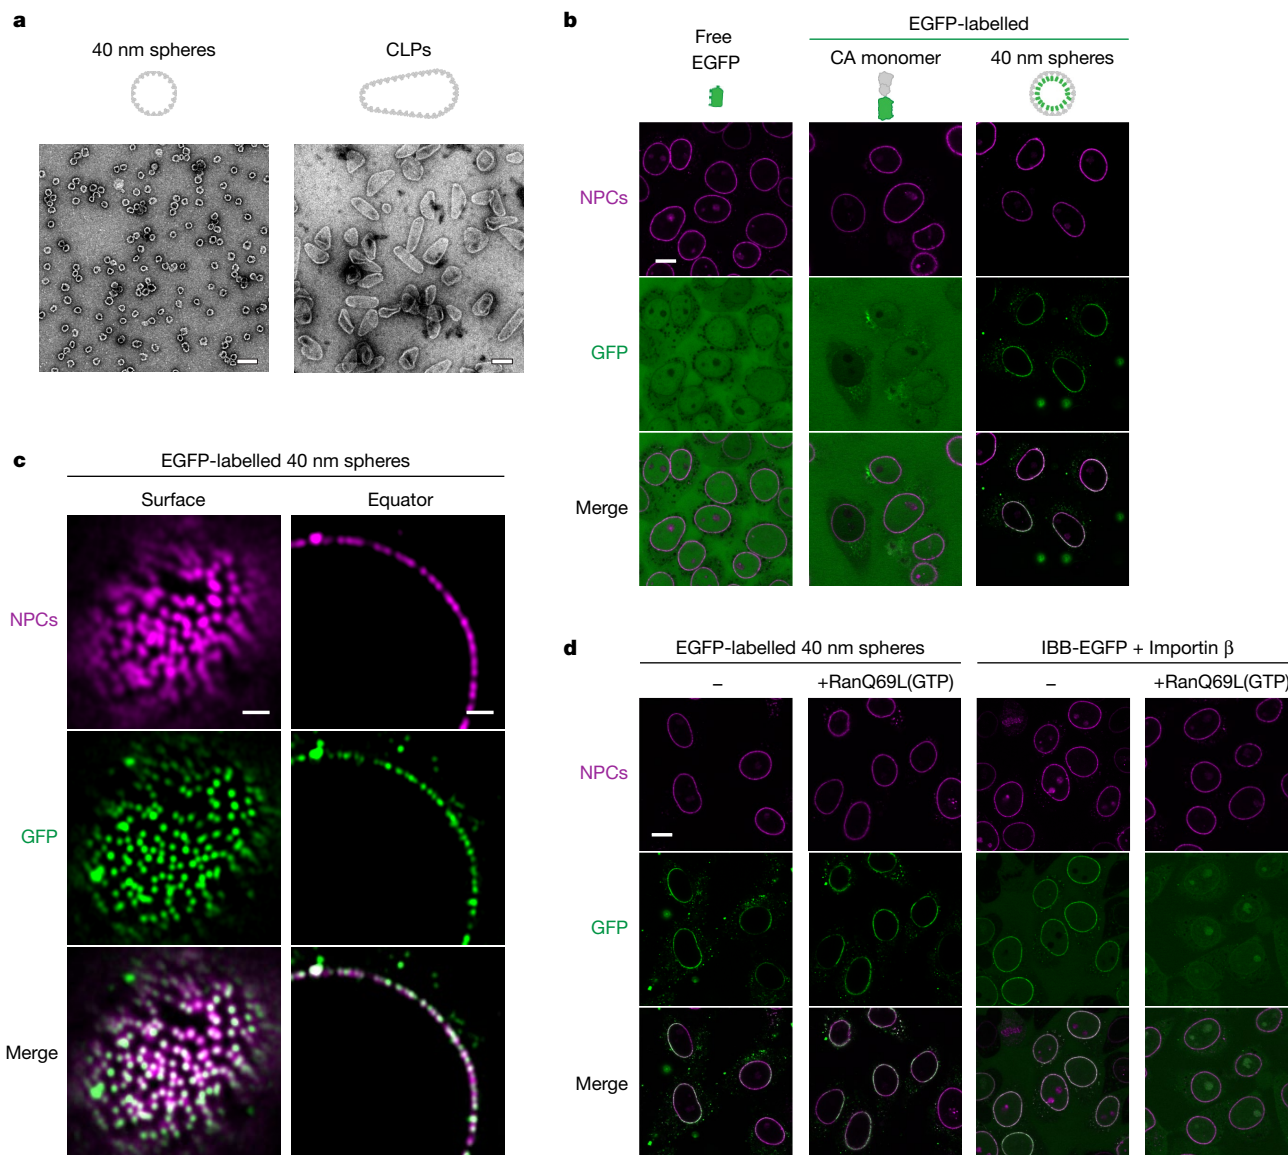 a
40 nm spheres
CLPs
b
EGFP-labelled
Free
EGFP
CA monomer
40 nm spheres
NPCs
GFP
Merge
c
EGFP-labelled 40 nm spheres
Surface
Equator
NPCs
GFP
Merge
d
EGFP-labelled 40 nm spheres
IBB-EGFP + Importin β
–
+RanQ69L(GTP)
–
+RanQ69L(GTP)
NPCs
GFP
Merge